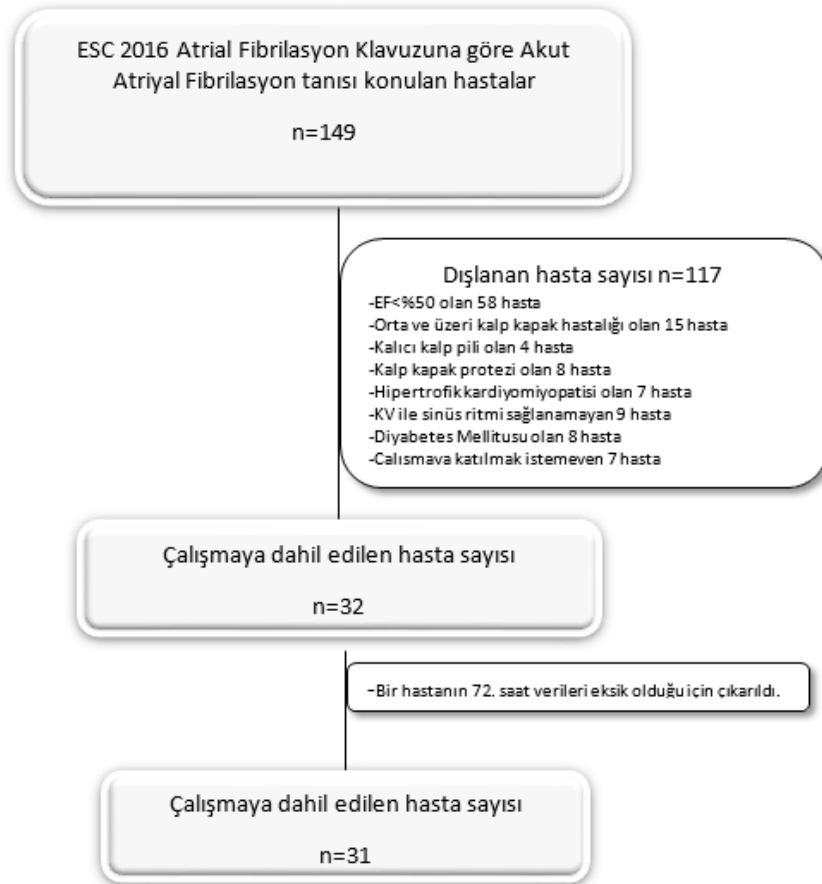 ESC 2016 Atrial Fibrilasyon Klavuzuna göre Akut
Atriyal Fibrilasyon tanısı konulan hastalar
n=149
Dışlanan hasta sayısı n=117
-EF<%50 olan 58 hasta
-Orta ve üzeri kalp kapak hastalığı olan 15 hasta
-Kalıcı kalp pili olan 4 hasta
-Kalp kapak protezi olan 8 hasta
-Hipertrofik kardiyomiyopatisi olan 7 hasta
-KV ile sinüs ritmi sağlanamayan 9 hasta
-Diyabetes Mellitusu olan 8 hasta
-Calısmava katılmak istemeven 7 hasta
Çalışmaya dahil edilen hasta sayısı
n=32
-Bir hastanın 72. saat verileri eksik olduğu için çıkarıldı.
Çalışmaya dahil edilen hasta sayısı
n=31